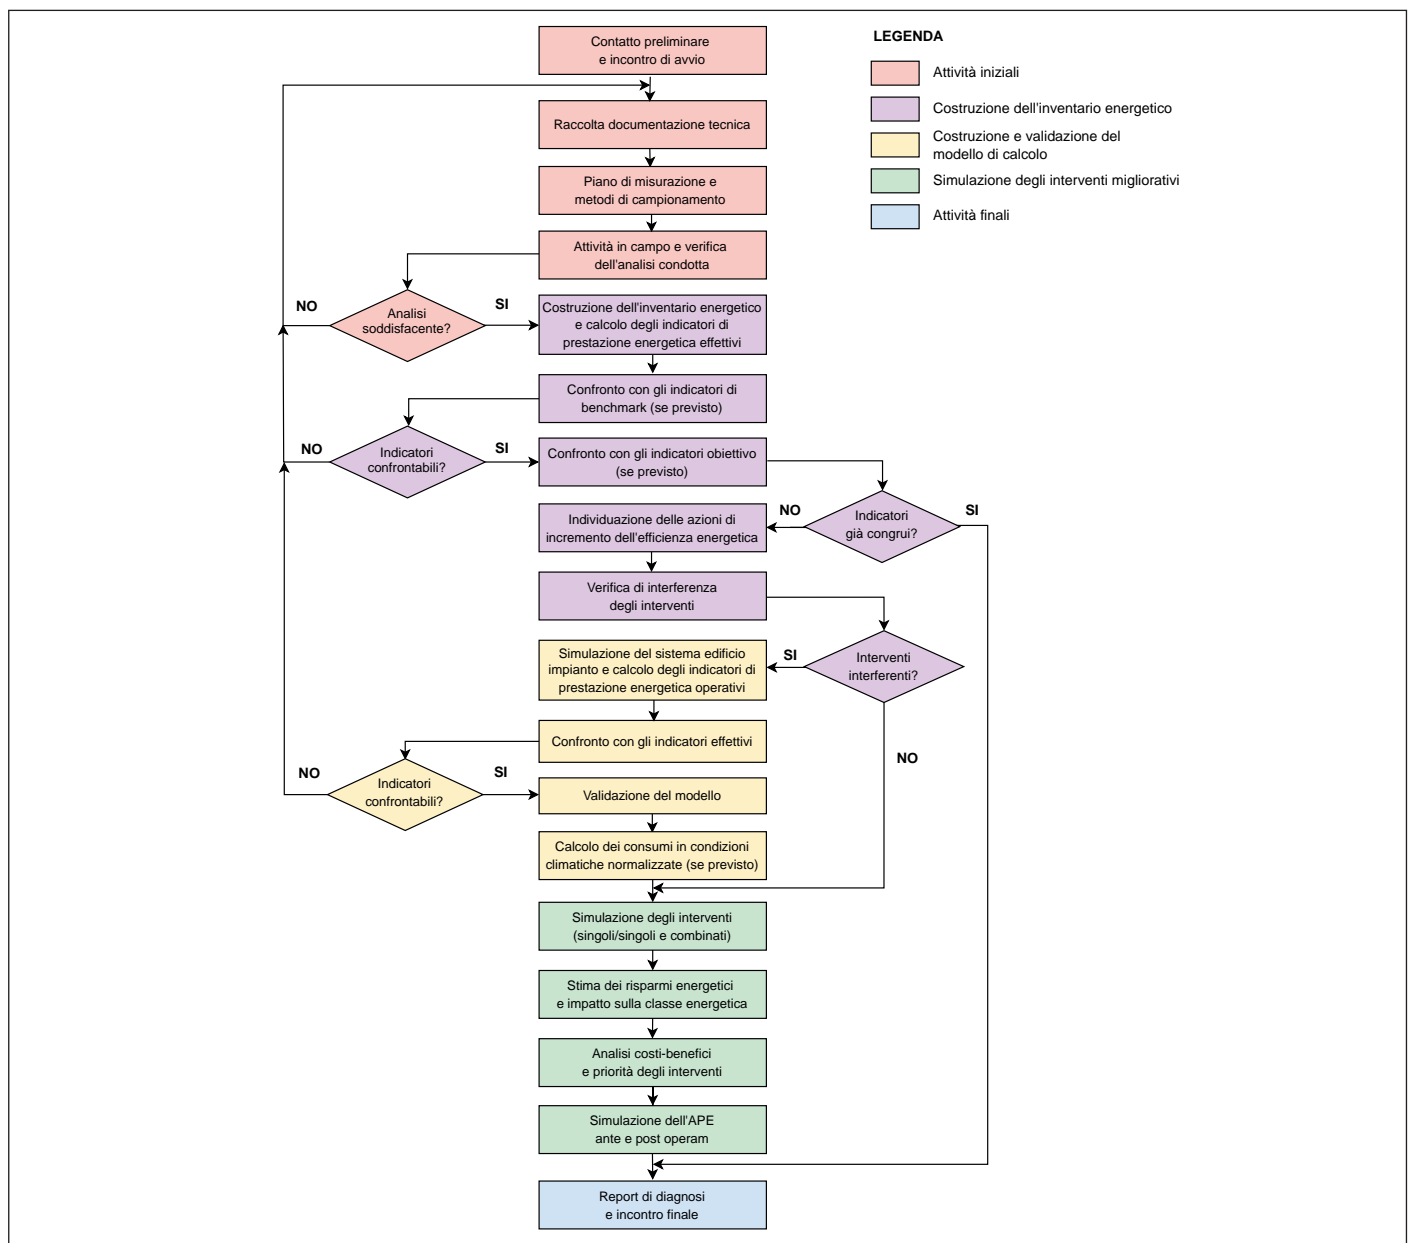 Contatto preliminare
e incontro di avvio
LEGENDA
Attività iniziali
Costruzione dell'inventario energetico
Costruzione e validazione del
modello di calcolo
Simulazione degli interventi migliorativi
Attività finali
Raccolta documentazione tecnica
Piano di misurazione e
metodi di campionamento
Attività in campo e verifica
dell'analisi condotta
NO
Analisi
soddisfacente?
SI
Costruzione dell'inventario energetico
e calcolo degli indicatori di
prestazione energetica effettivi
Confronto con gli indicatori di
benchmark (se previsto)
NO
Indicatori
confrontabili?
SI
Confronto con gli indicatori obiettivo
(se previsto)
NO
Indicatori
già congrui?
SI
Individuazione delle azioni di
incremento dell'efficienza energetica
Verifica di interferenza
degli interventi
Simulazione del sistema edificio
impianto e calcolo degli indicatori di
prestazione energetica operativi
SI
Interventi
interferenti?
NO
Confronto con gli indicatori effettivi
NO
Indicatori
confrontabili?
SI
Validazione del modello
Calcolo dei consumi in condizioni
climatiche normalizzate (se previsto)
Simulazione degli interventi
(singoli/singoli e combinati)
Stima dei risparmi energetici
e impatto sulla classe energetica
Analisi costi-benefici
e priorità degli interventi
Simulazione dell'APE
ante e post operam
Report di diagnosi
e incontro finale